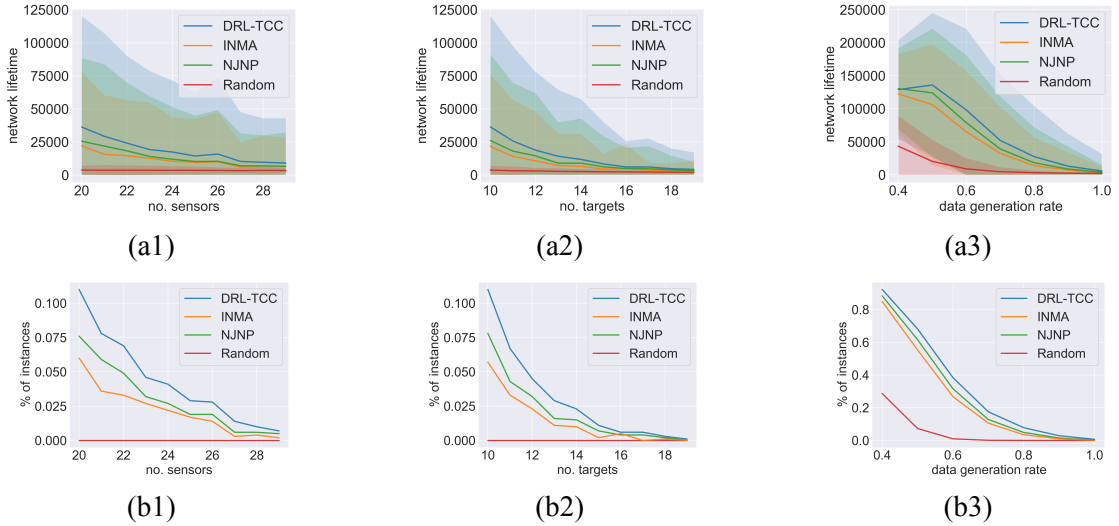 125000
100000
75000
50000
25000
0
network lifetime
20 22 24 26 28
no. sensors
DRL-TCC
INMA
NJNP
Random
(a1)
125000
100000
75000
50000
25000
0
network lifetime
10 12 14 16 18
no. targets
DRL-TCC
INMA
NJNP
Random
(a2)
250000
200000
150000
100000
50000
0
network lifetime
0.4 0.6 0.8 1.0
data generation rate
DRL-TCC
INMA
NJNP
Random
(a3)
0.100
0.075
0.050
0.025
0.000
% of instances
20 22 24 26 28
no. sensors
DRL-TCC
INMA
NJNP
Random
(b1)
0.100
0.075
0.050
0.025
0.000
% of instances
10 12 14 16 18
no. targets
DRL-TCC
INMA
NJNP
Random
(b2)
0.8
0.6
0.4
0.2
0.0
% of instances
0.4 0.6 0.8 1.0
data generation rate
DRL-TCC
INMA
NJNP
Random
(b3)